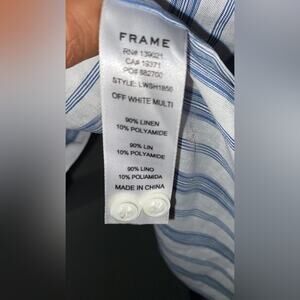 FRAME
RN# 139021
CA# 19371
PO# 882700
STYLE: LWSH1856
OFF WHITE MULTI
90% LINEN
10% POLYAMIDE
90% LIN
10% POLYAMIDE
90% LINO
10% POLIAMIDA
MADE IN CHINA